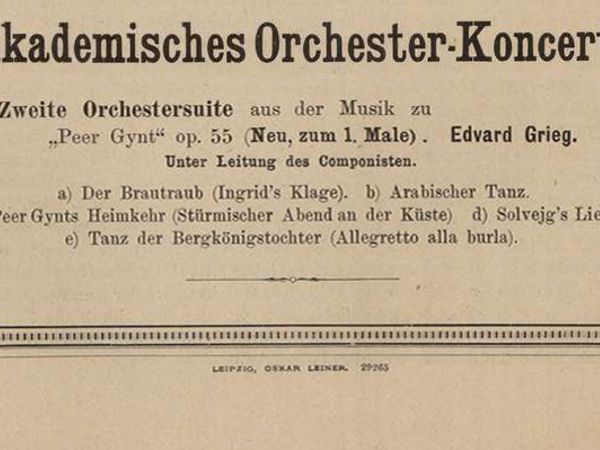 kademisches Orchester-Koncer
Zweite Orchestersuite aus der Musik zu
„Peer Gynt“ op. 55 (Neu, zum 1. Male). Edvard Grieg.
Unter Leitung des Componisten.
a) Der Brautraub (Ingrid's Klage). b) Arabischer Tanz.
Peer Gynts Heimkehr (Stürmischer Abend an der Küste) d) Solvejg's Lie
e) Tanz der Bergkönigstochter (Allegretto alla burla).
LEIPZIG, OSKAR LEINER. 29265